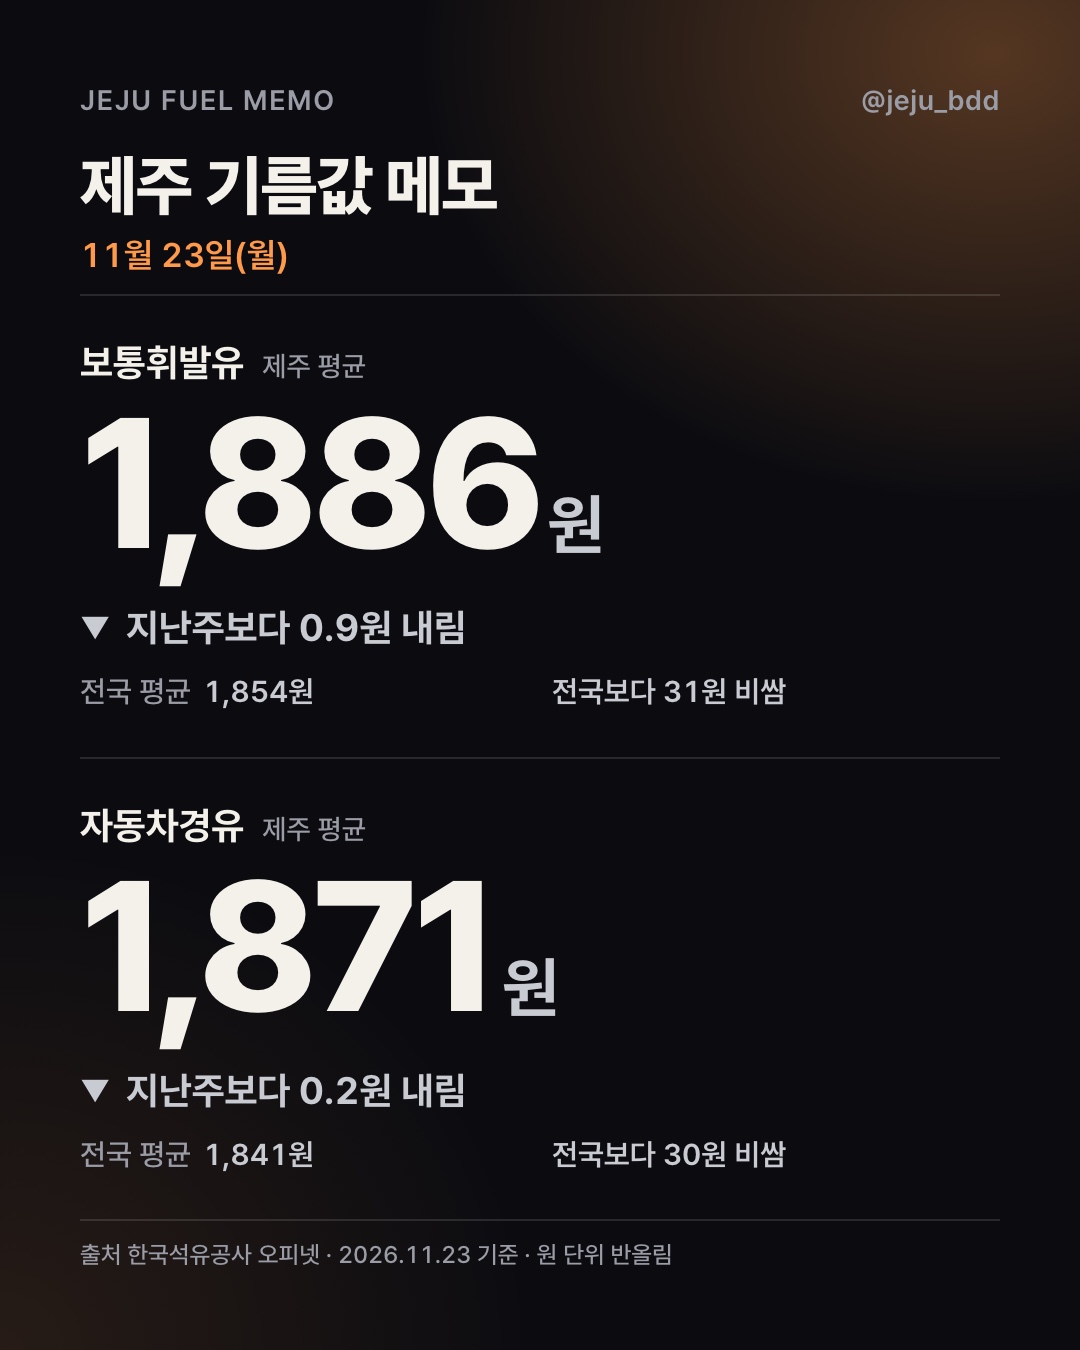 JEJU FUEL MEMO
@jeju_bdd
제주 기름값 메모
11월 23일(월)
보통휘발유 제주 평균
1,886원
▼ 지난주보다 0.9원 내림
전국 평균 1,854원
전국보다 31원 비쌈
자동차경유 제주 평균
1,871원
▼ 지난주보다 0.2원 내림
전국 평균 1,841원
전국보다 30원 비쌈
출처 한국석유공사 오피넷 · 2026.11.23 기준 · 원 단위 반올림